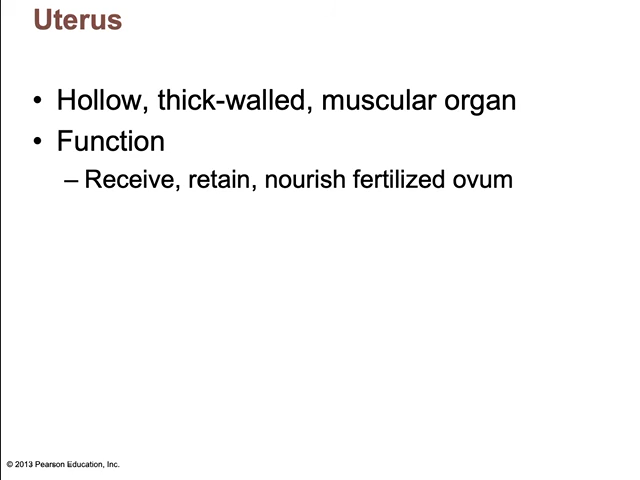 Uterus
• Hollow, thick-walled, muscular organ
• Function
– Receive, retain, nourish fertilized ovum
© 2013 Pearson Education, Inc.